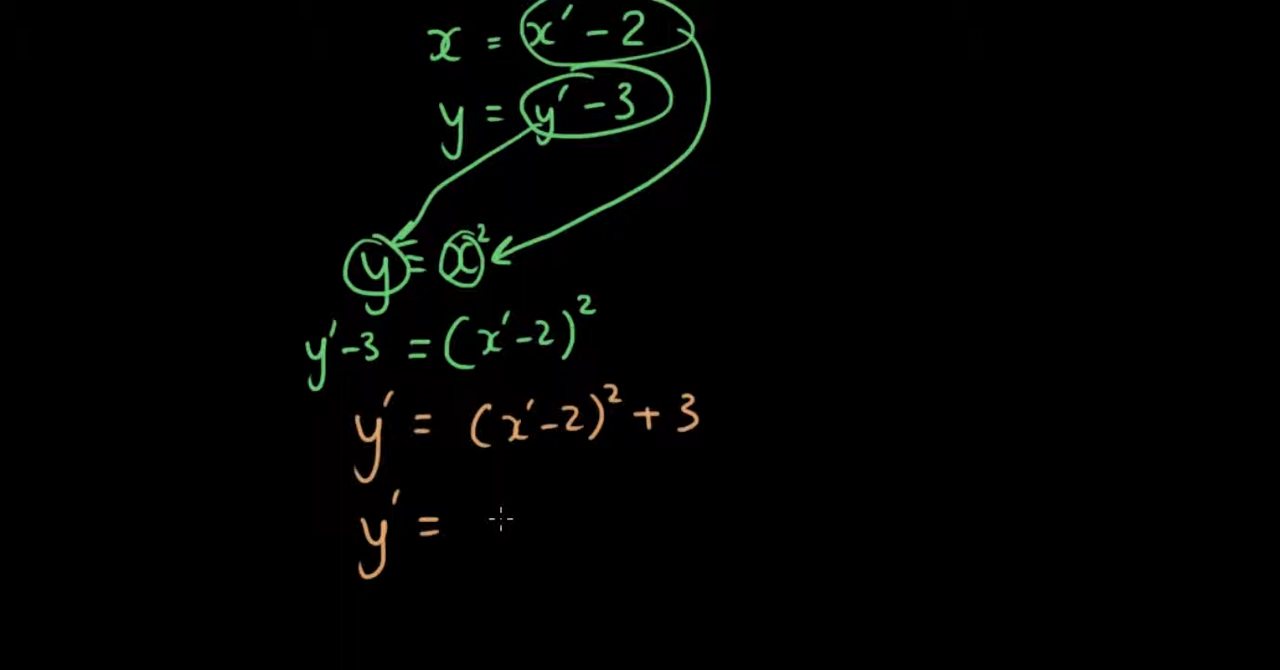 x = x' - 2
y = y' - 3
y = x²
y' - 3 = (x' - 2)²
y' = (x' - 2)² + 3
y' =